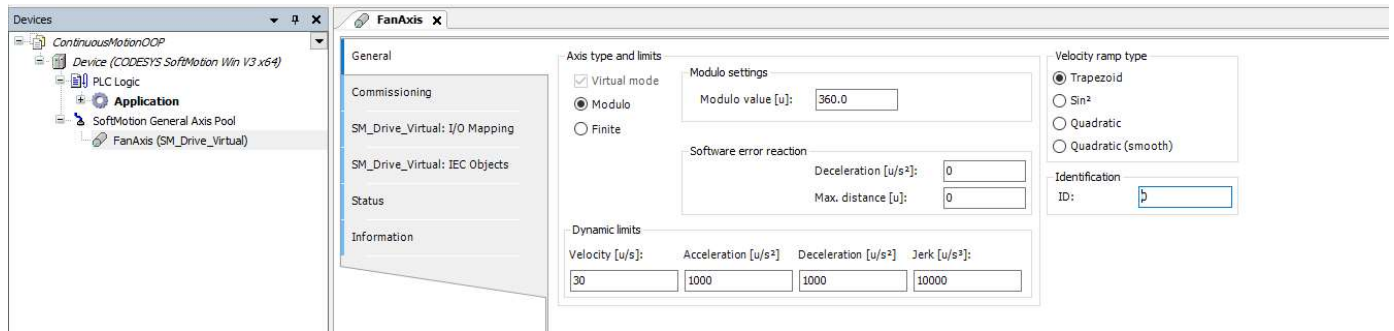 Devices
ContinuousMotionOOP
Device (CODESYS SoftMotion Win V3 x64)
PLC Logic
Application
SoftMotion General Axis Pool
FanAxis (SM_Drive_Virtual)
FanAxis
General
Commissioning
SM_Drive_Virtual: I/O Mapping
SM_Drive_Virtual: IEC Objects
Status
Information
Axis type and limits
Virtual mode
Modulo
Finite
Modulo settings
Modulo value [u]: 360.0
Software error reaction
Deceleration [u/s²]: 0
Max. distance [u]: 0
Dynamic limits
Velocity [u/s]: Acceleration [u/s²] Deceleration [u/s²] Jerk [u/s³]:
30 1000 1000 10000
Velocity ramp type
Trapezoid
Sin²
Quadratic
Quadratic (smooth)
Identification
ID: